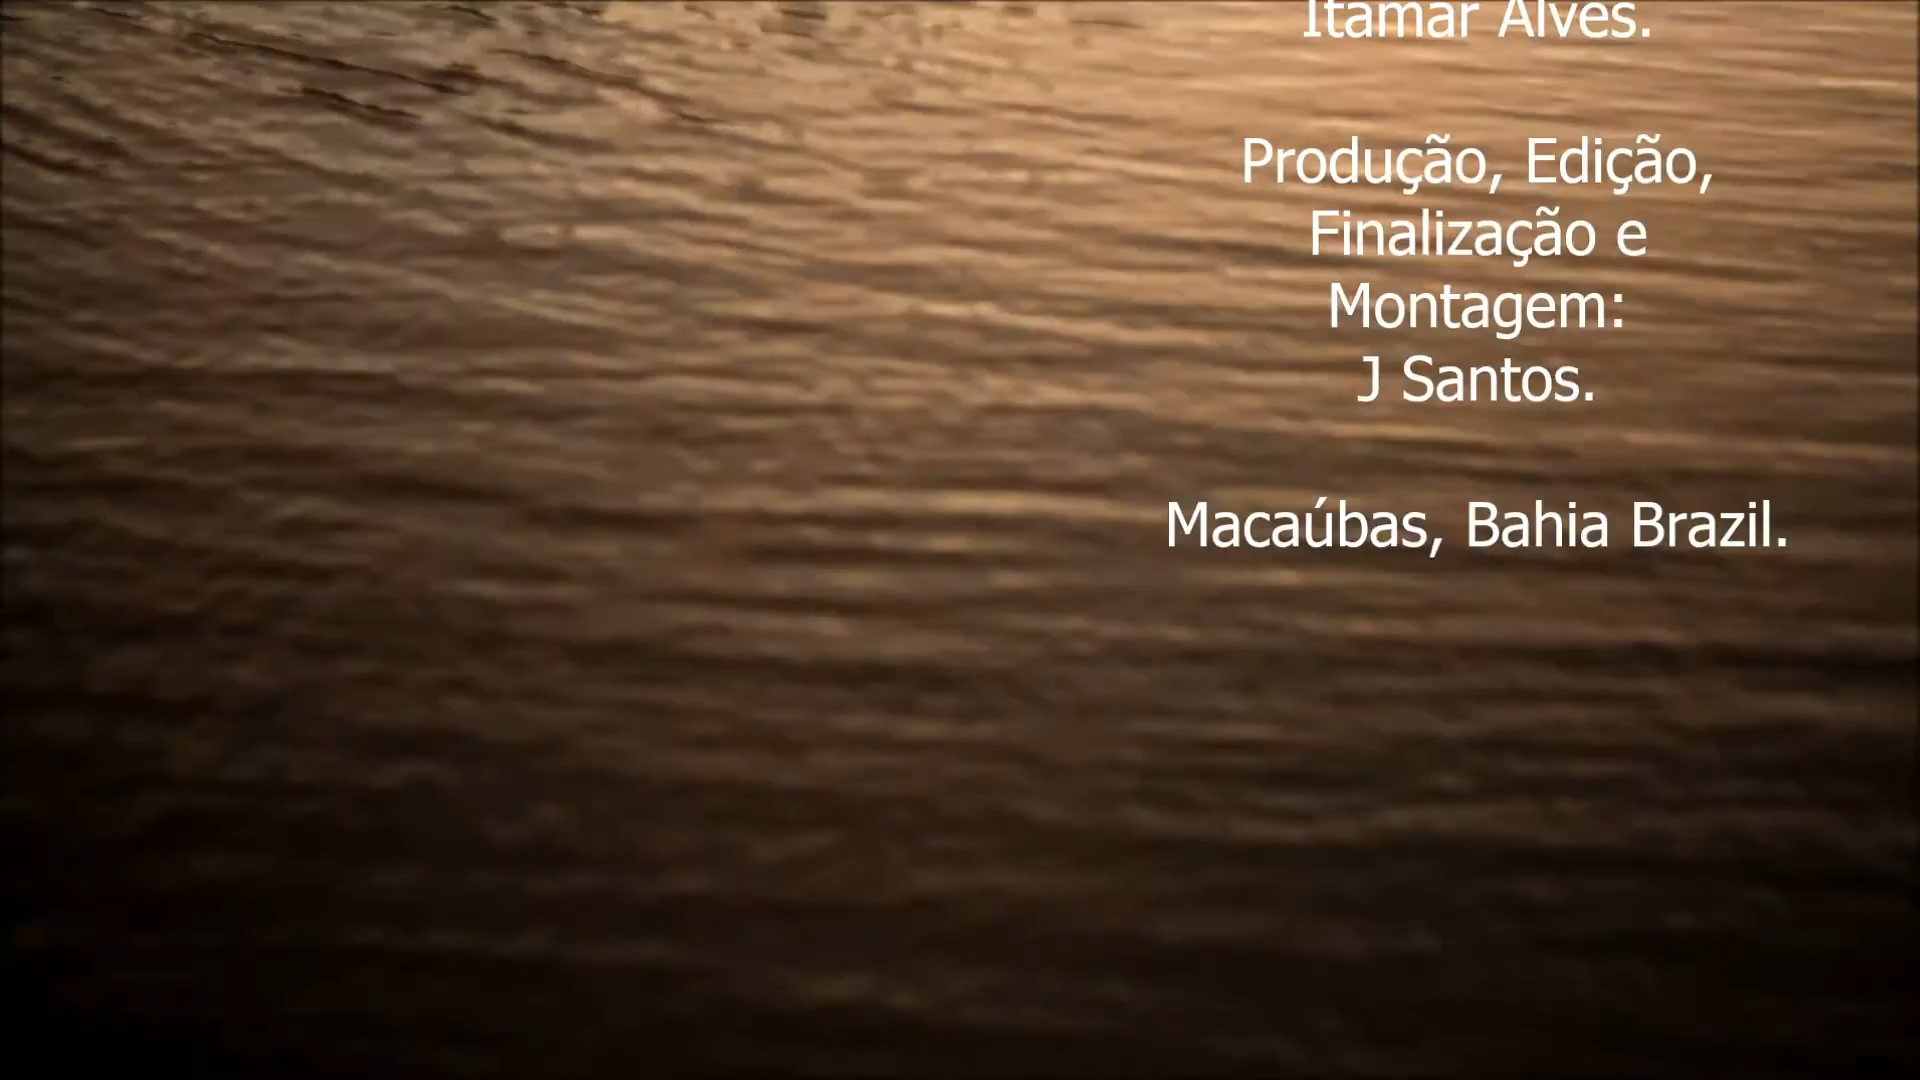 Itamar Alves.
Produção, Edição,
Finalização e
Montagem:
J Santos.
Macaúbas, Bahia Brazil.